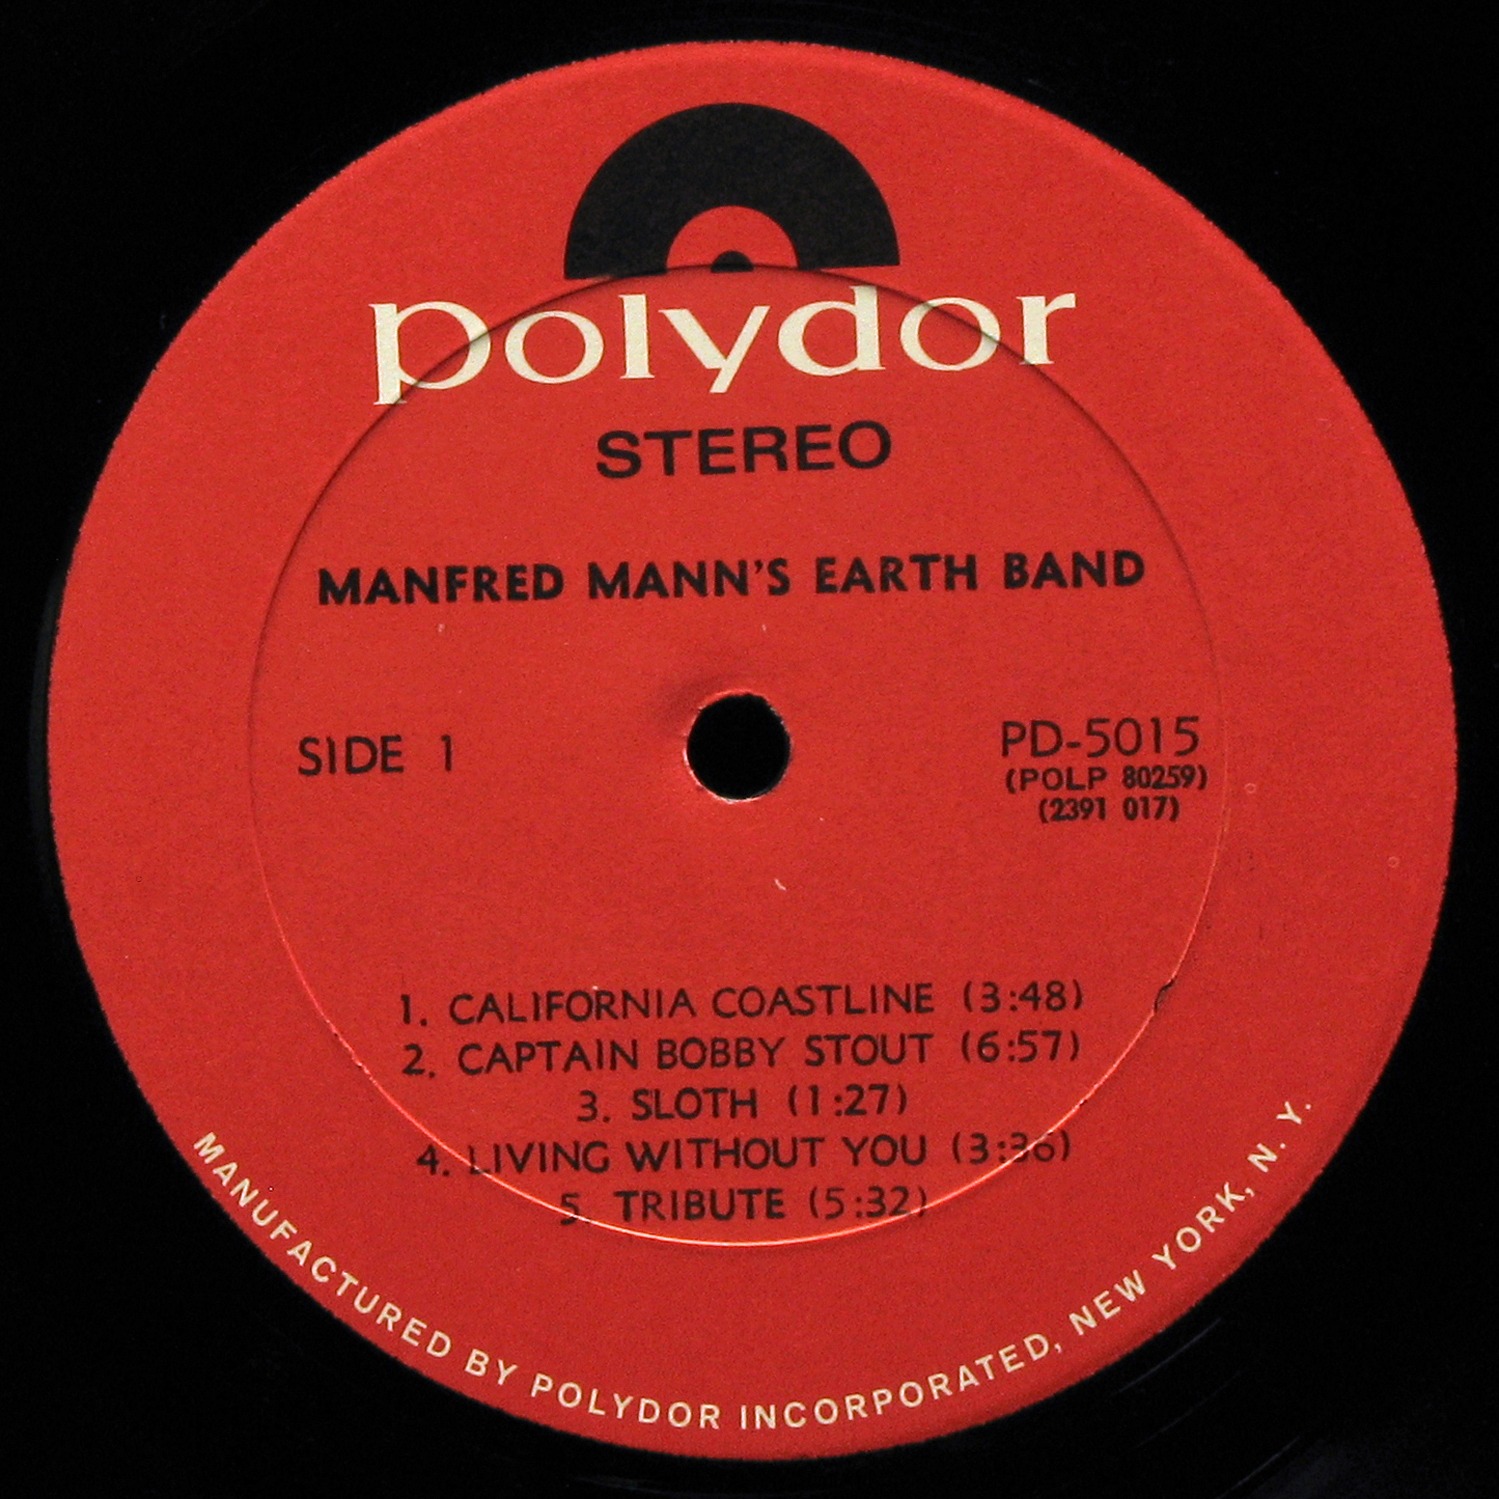 polydor
STEREO
MANFRED MANN'S EARTH BAND
SIDE 1
PD-5015
(POLP 80259)
(2391 017)
1. CALIFORNIA COASTLINE (3:48)
2. CAPTAIN BOBBY STOUT (6:57)
3. SLOTH (1:27)
4. LIVING WITHOUT YOU (3:36)
5. TRIBUTE (5:32)
MANUFACTURED BY POLYDOR INCORPORATED, NEW YORK, N. Y.